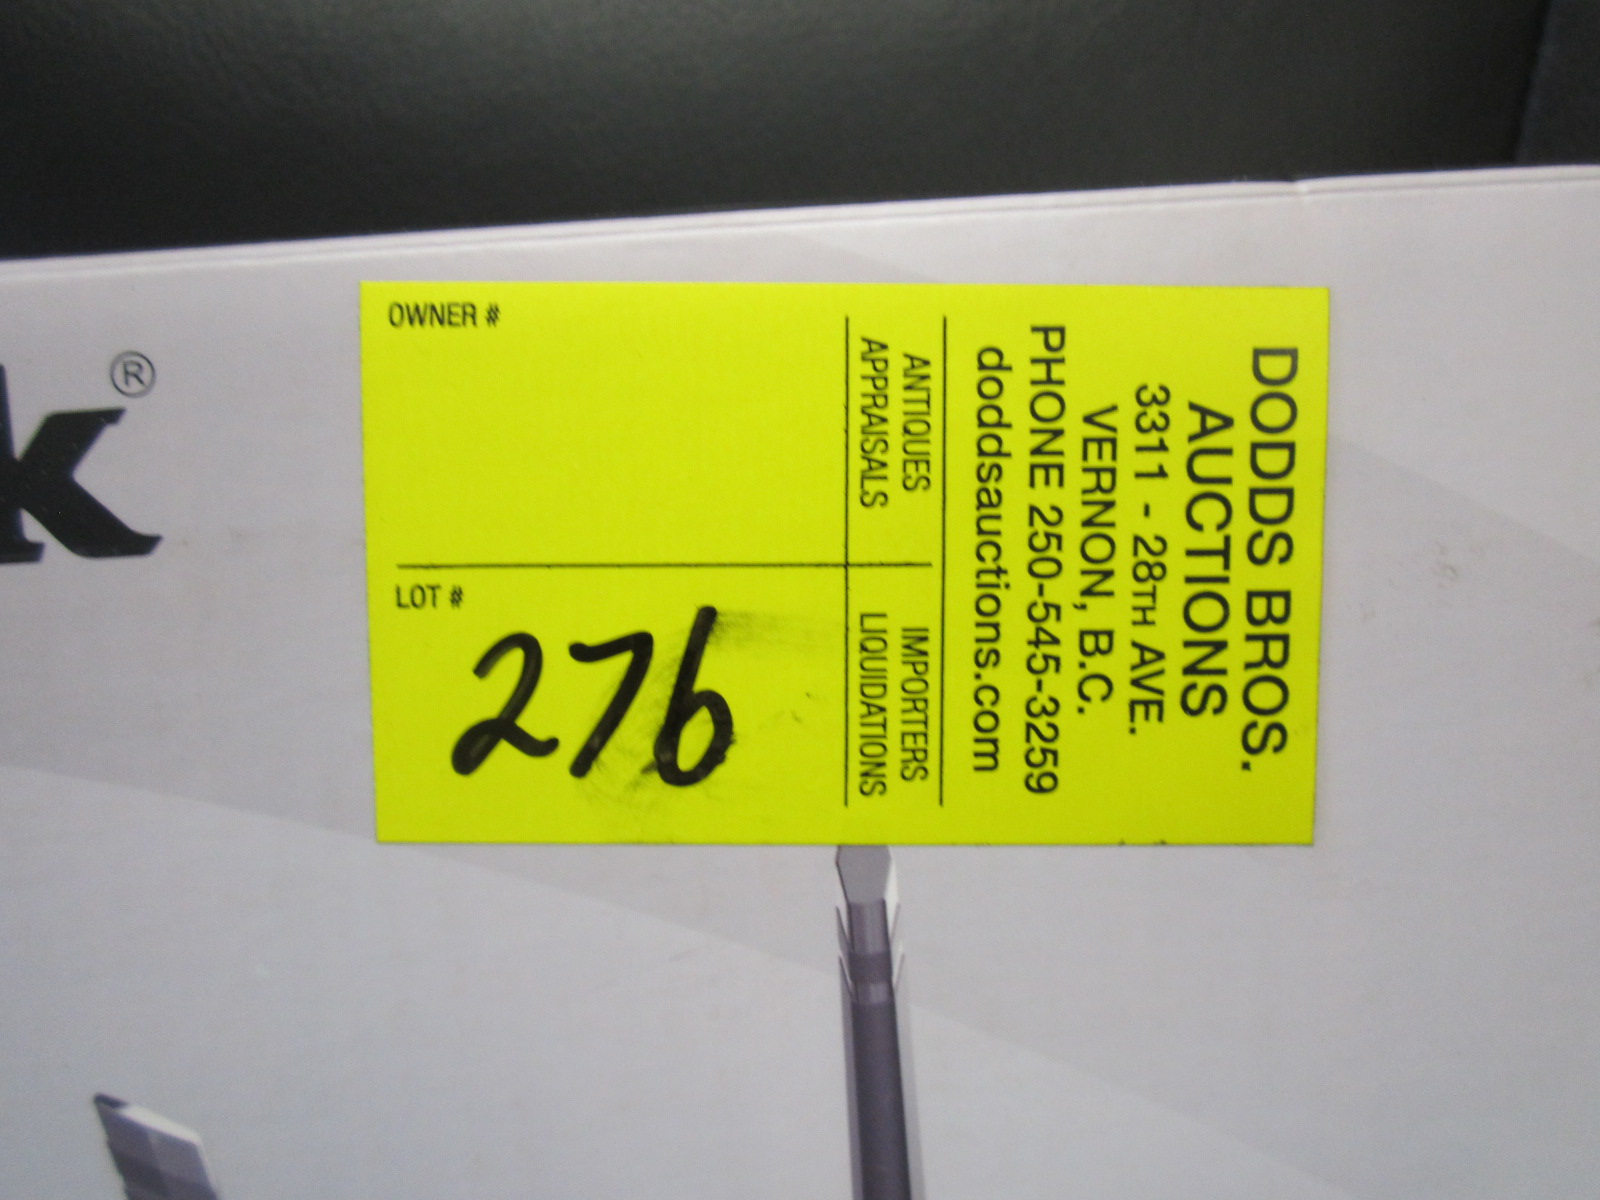 k®
OWNER #
LOT #
276
DODDS BROS.
AUCTIONS
3311 - 28TH AVE.
VERNON, B.C.
PHONE 250-545-3259
doddsauctions.com
ANTIQUES IMPORTERS
APPRAISALS LIQUIDATIONS